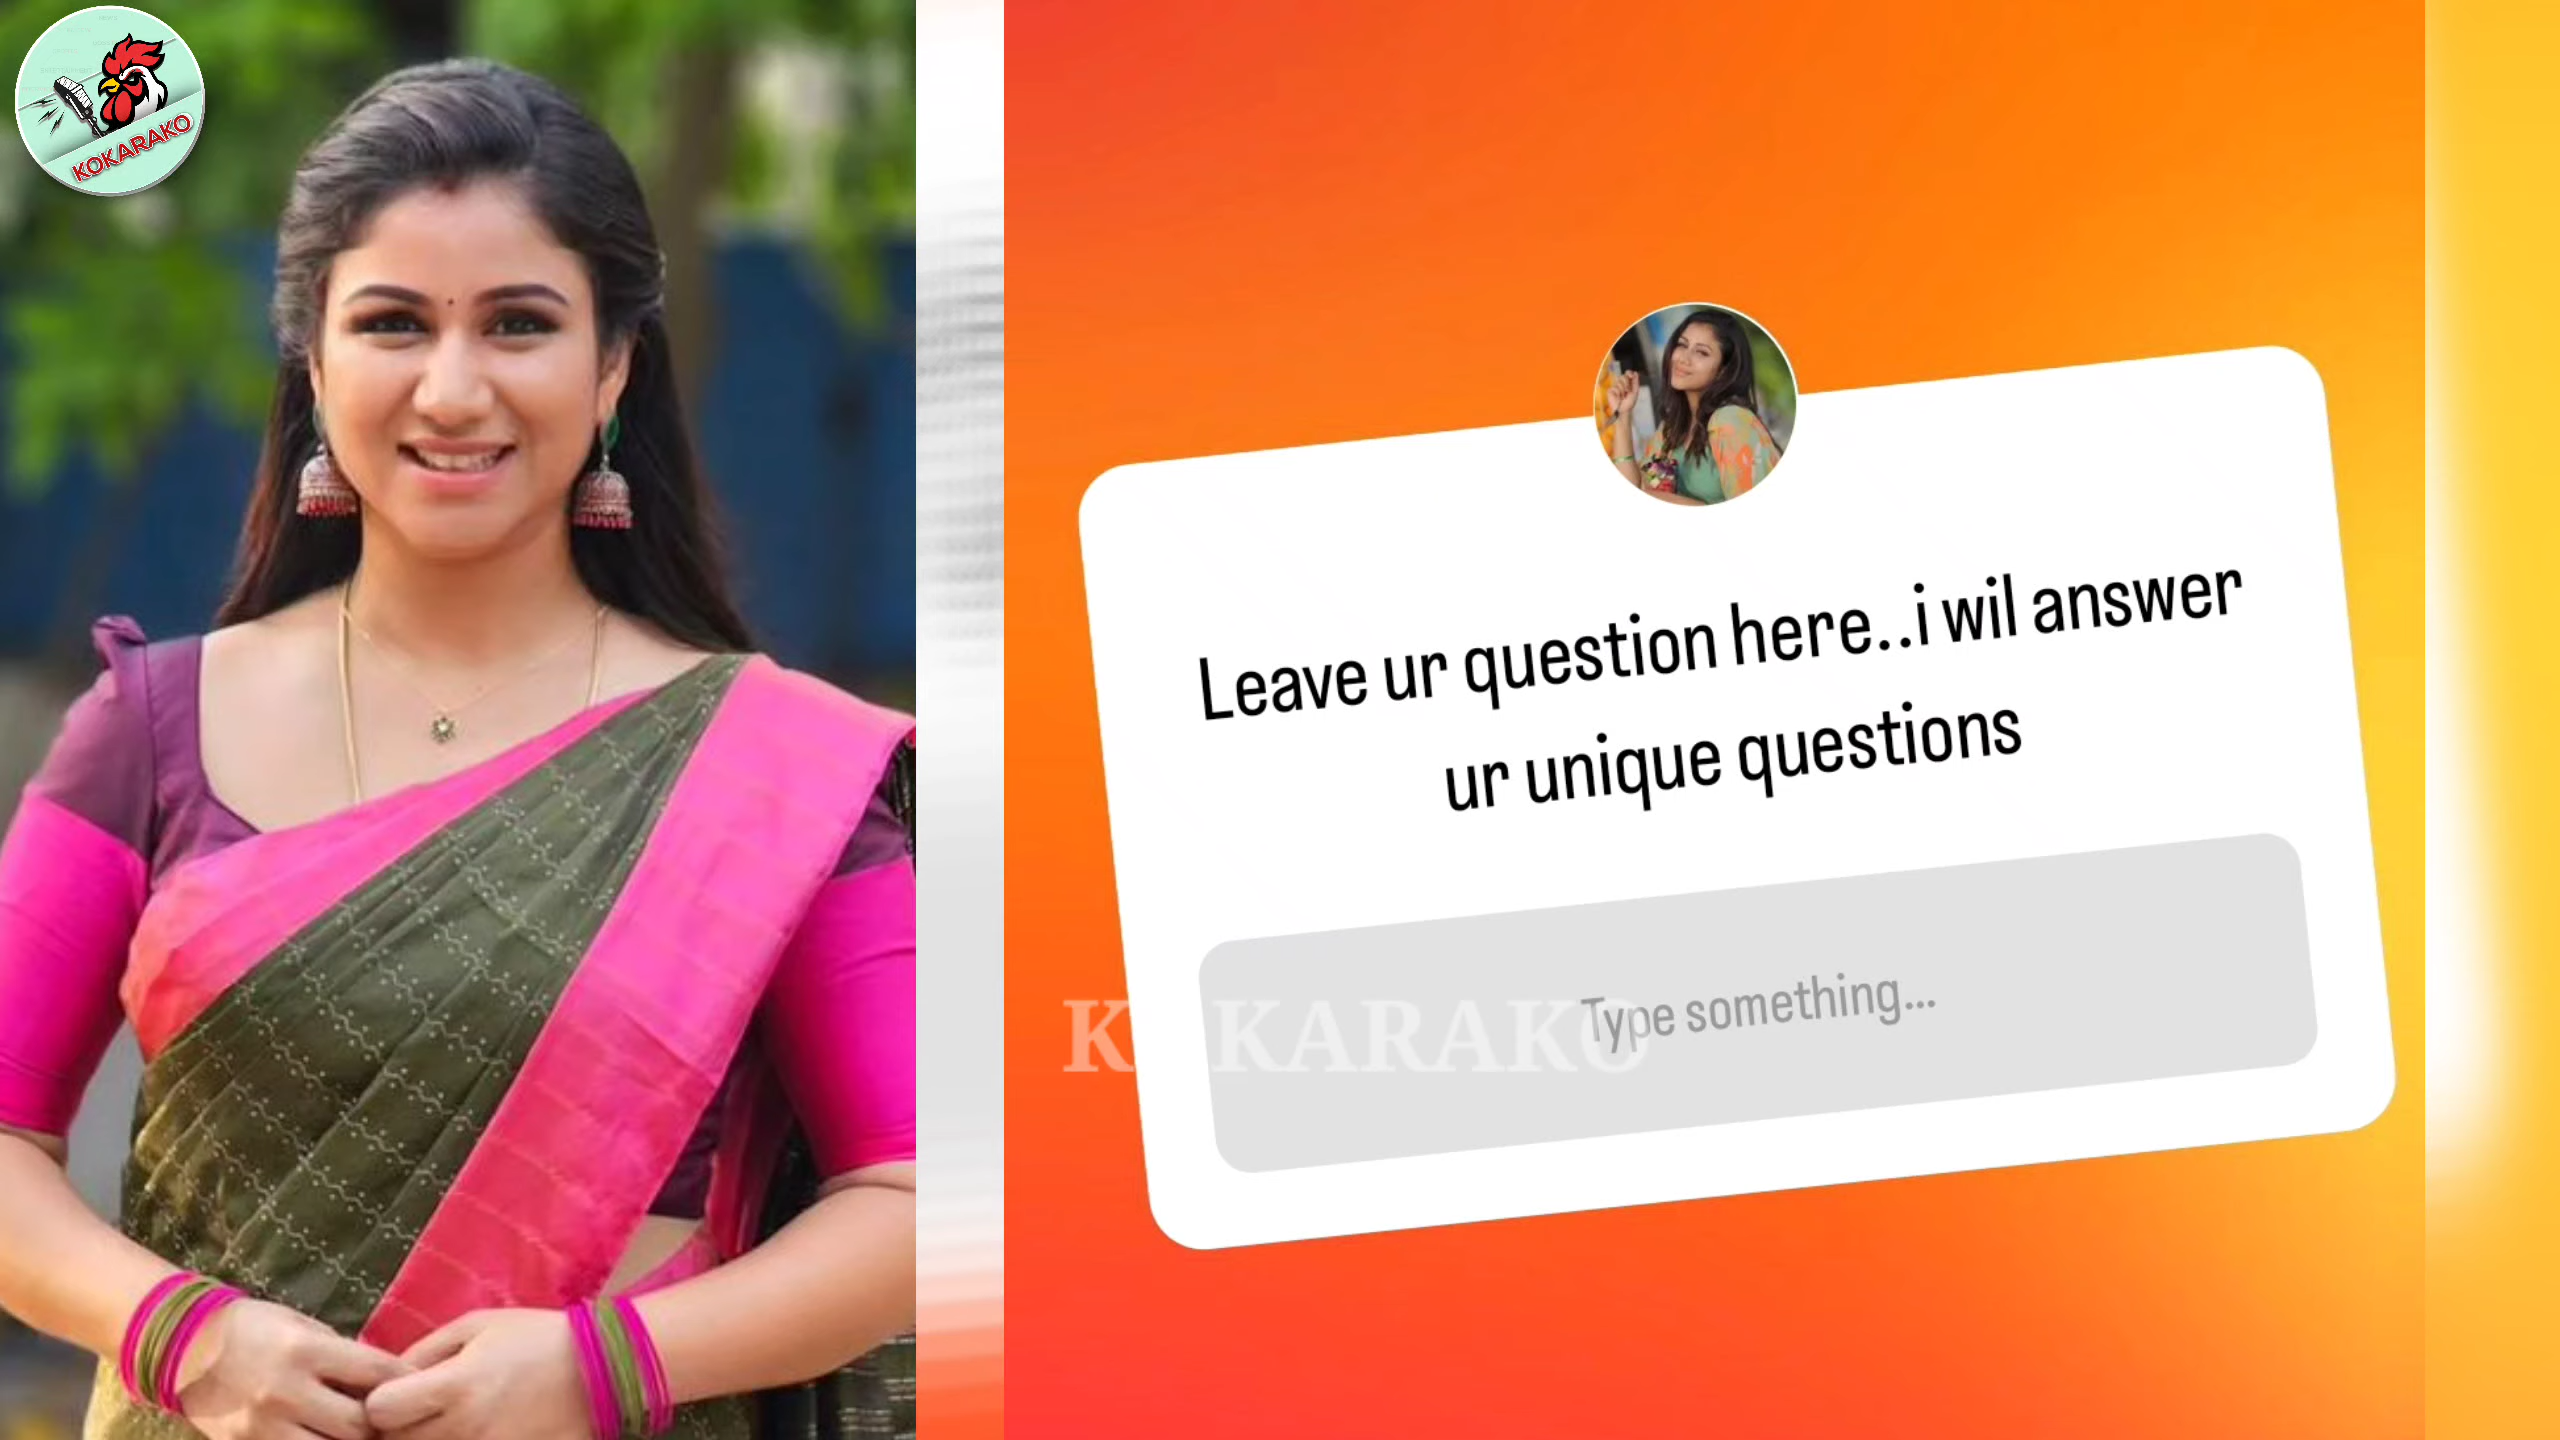 KOKARAKO
Leave ur question here..i wil answer
ur unique questions
Type something...
KOKARAKO